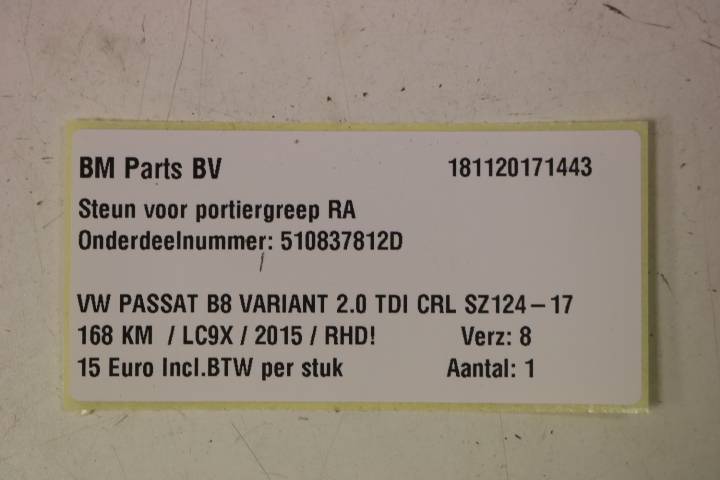 BM Parts BV 181120171443
Steun voor portiergreep RA
Onderdeelnummer: 510837812D
VW PASSAT B8 VARIANT 2.0 TDI CRL SZ124-17
168 KM / LC9X / 2015 / RHD! Verz: 8
15 Euro Incl.BTW per stuk Aantal: 1